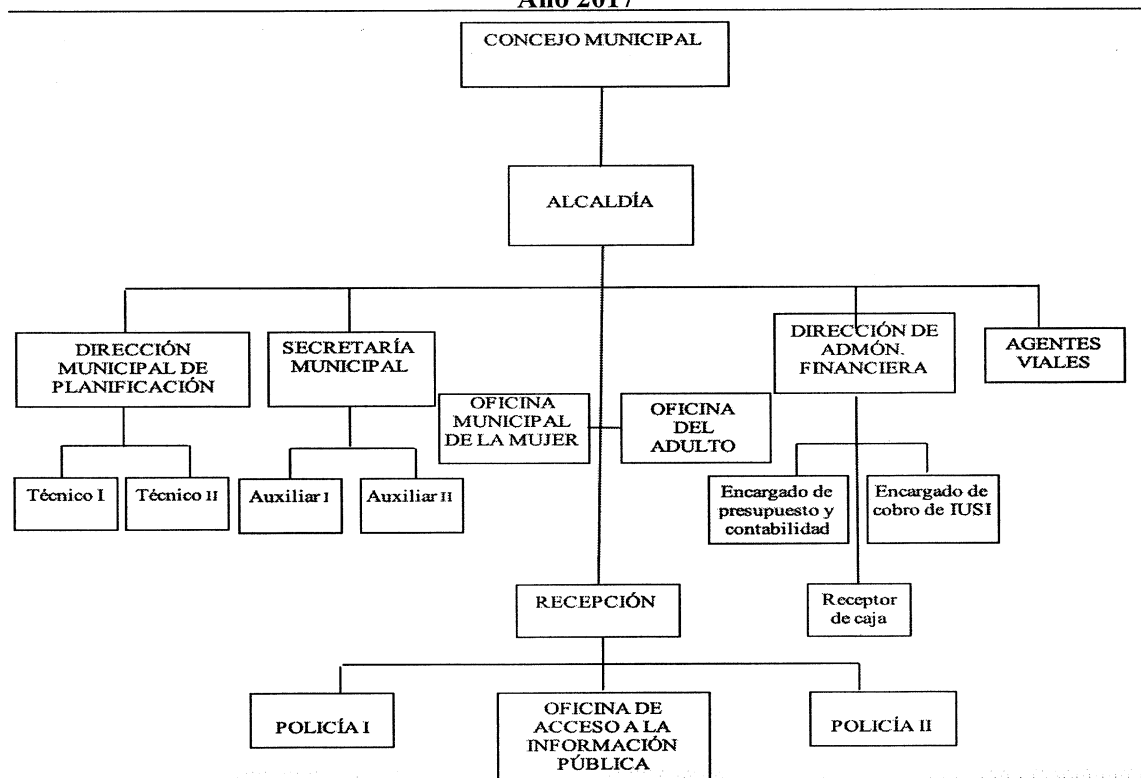 Año 2017
CONCEJO MUNICIPAL
ALCALDÍA
DIRECCIÓN
MUNICIPAL DE
PLANIFICACIÓN
SECRETARÍA
MUNICIPAL
DIRECCIÓN DE
ADMÓN.
FINANCIERA
AGENTES
VIALES
OFICINA
MUNICIPAL
DE LA MUJER
OFICINA
DEL
ADULTO
Técnico I
Técnico II
Auxiliar I
Auxiliar II
Encargado de
presupuesto y
contabilidad
Encargado de
cobro de IUSI
RECEPCIÓN
Receptor
de caja
POLICÍA I
OFICINA DE
ACCESO A LA
INFORMACIÓN
PÚBLICA
POLICÍA II